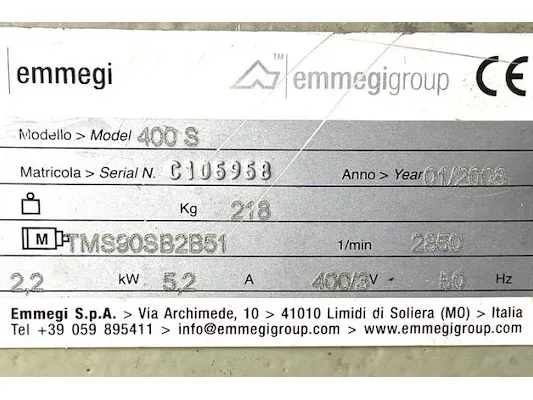 emmegi ™ emmegigroup CE
Modello > Model 400 S
Matricola > Serial N. C105958 Anno > Year 01/2008
Kg 218
M TMS90SB2B51 1/min 2850
2,2 kW 5,2 A 400/3 V 50 Hz
Emmegi S.p.A. > Via Archimede, 10 > 41010 Limidi di Soliera (MO) > Italia
Tel +39 059 895411 > info@emmegigroup.com > www.emmegigroup.com